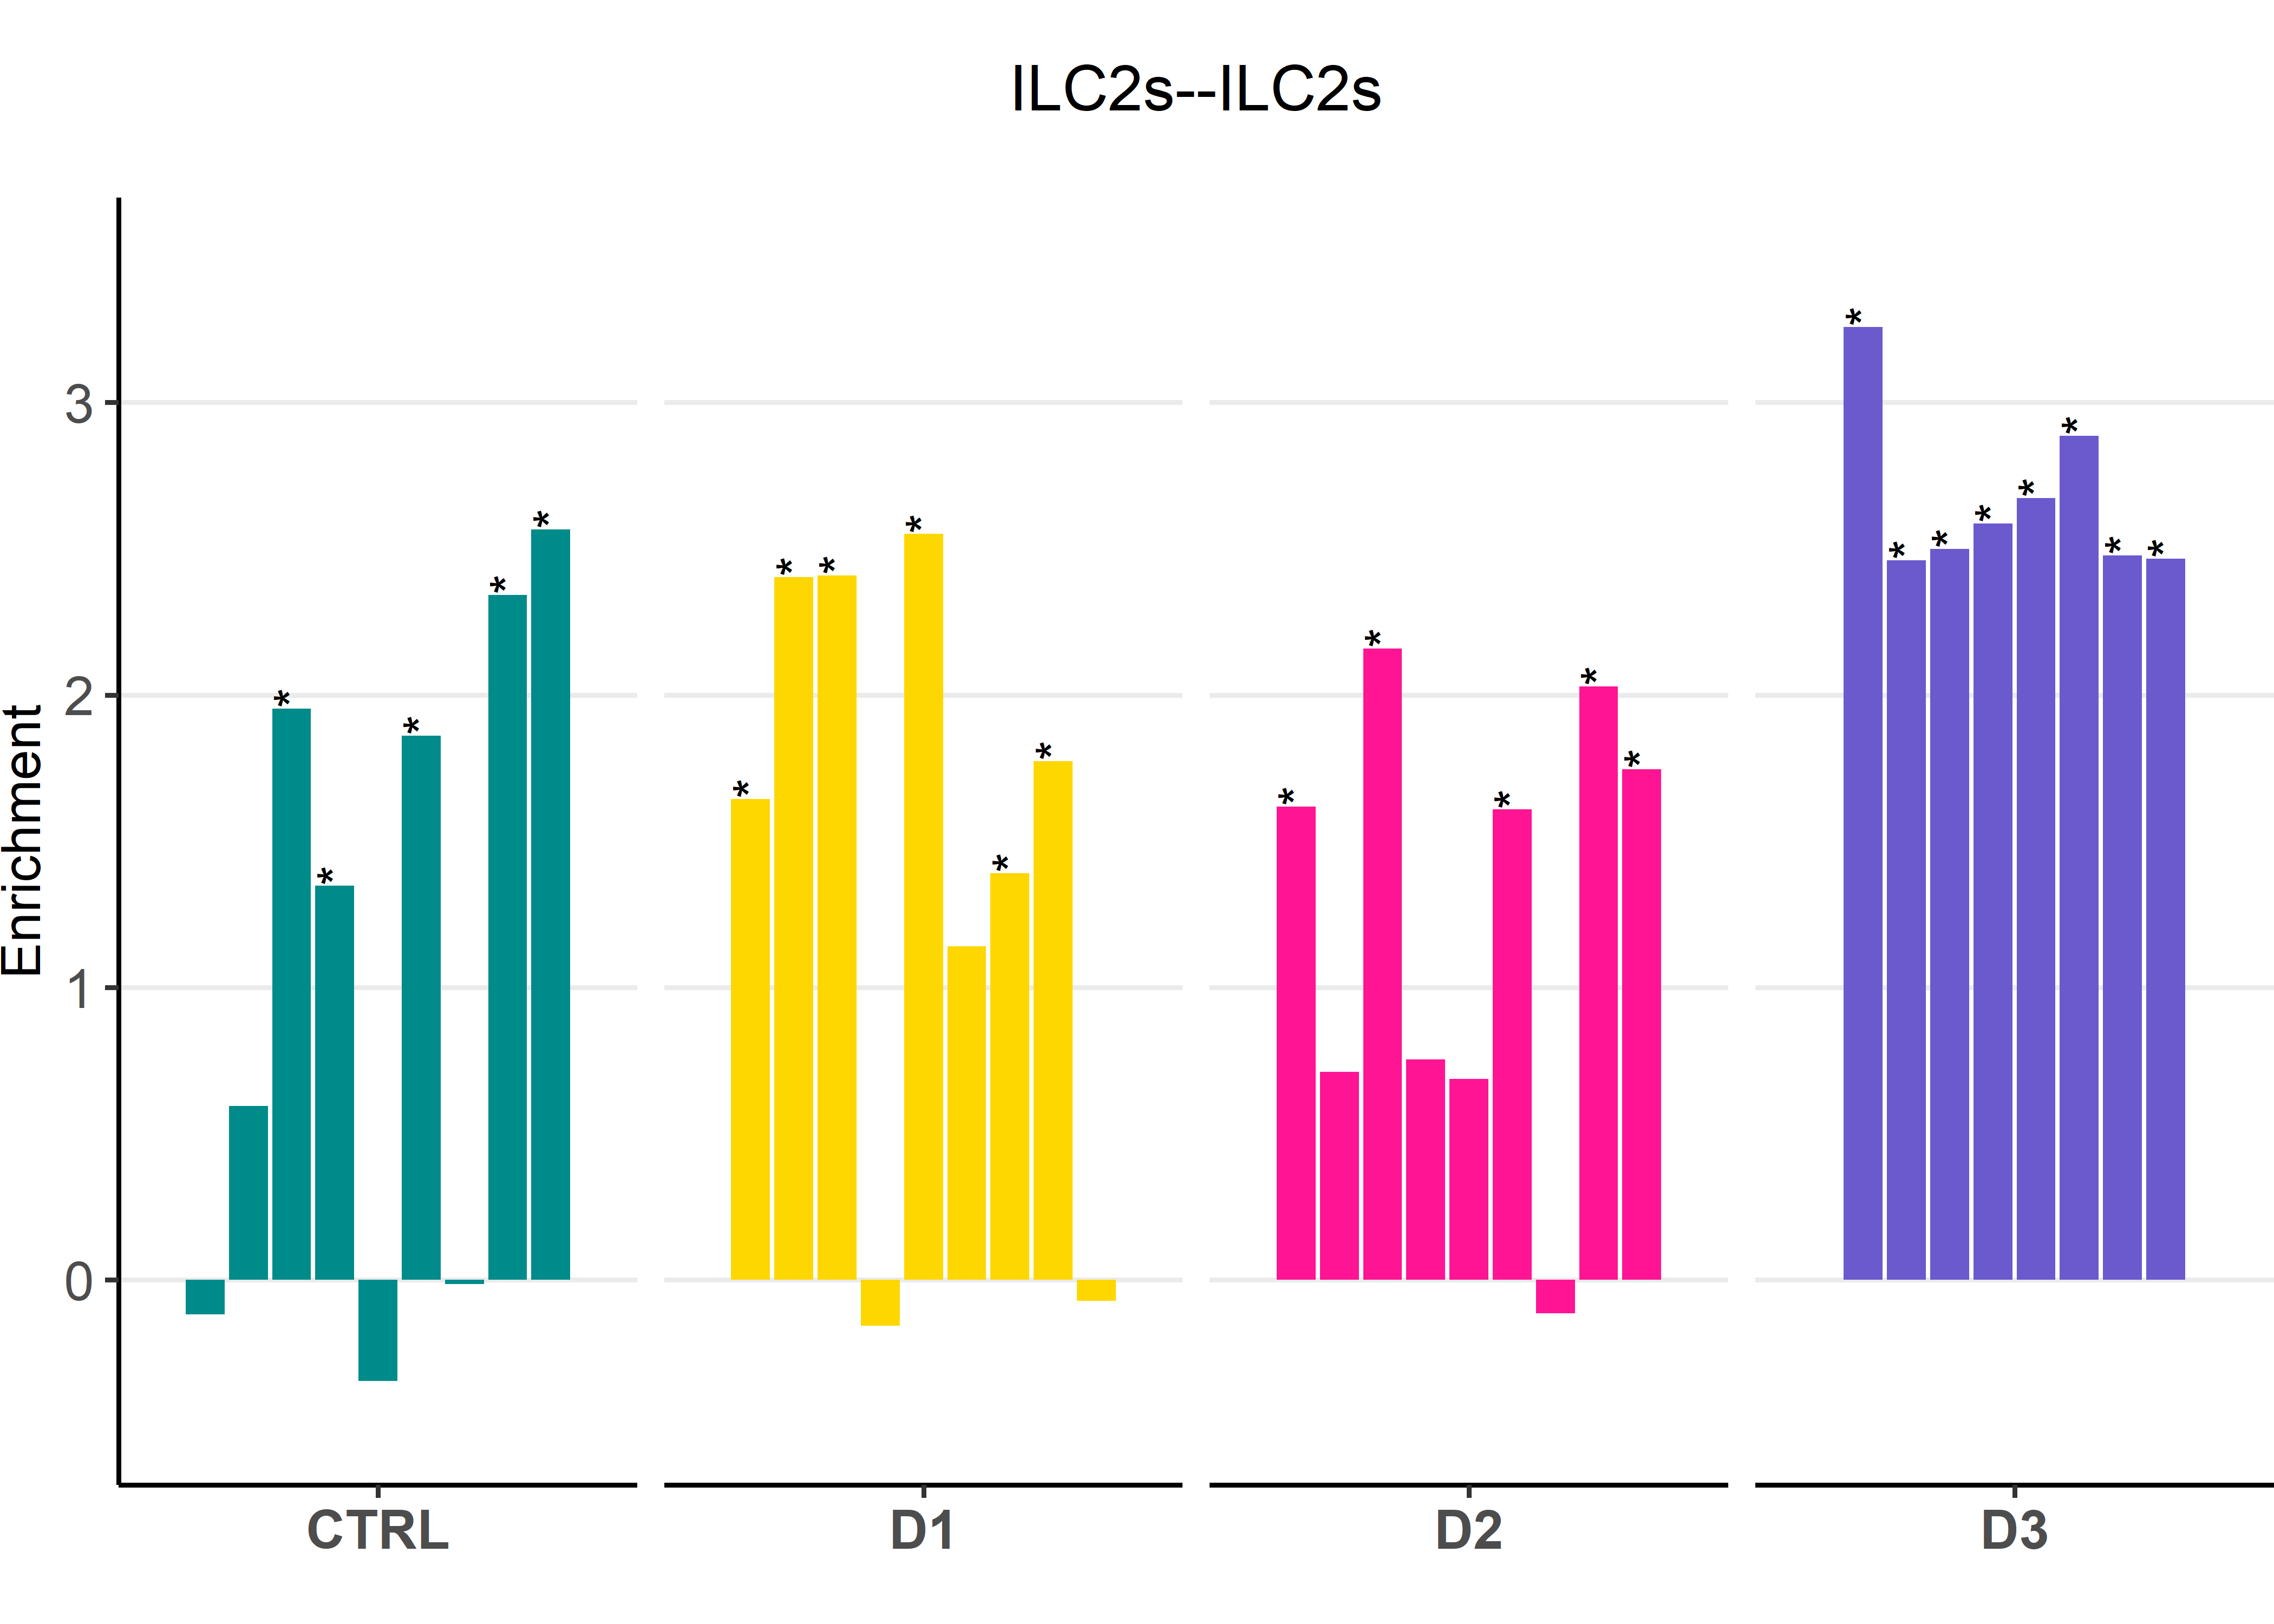 ILC2s--ILC2s
Enrichment
3
2
1
0
* * * * *
* * * * * *
* * * * *
* * * * * * * *
CTRL D1 D2 D3